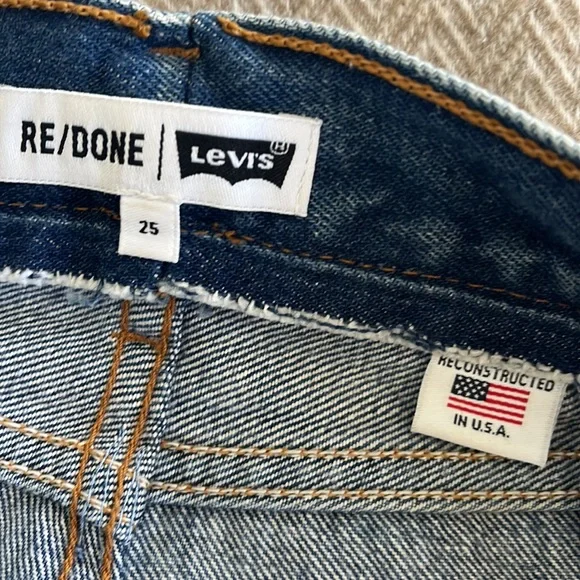 RE/DONE | Levi's ®
25
RECONSTRUCTED
IN U.S.A.